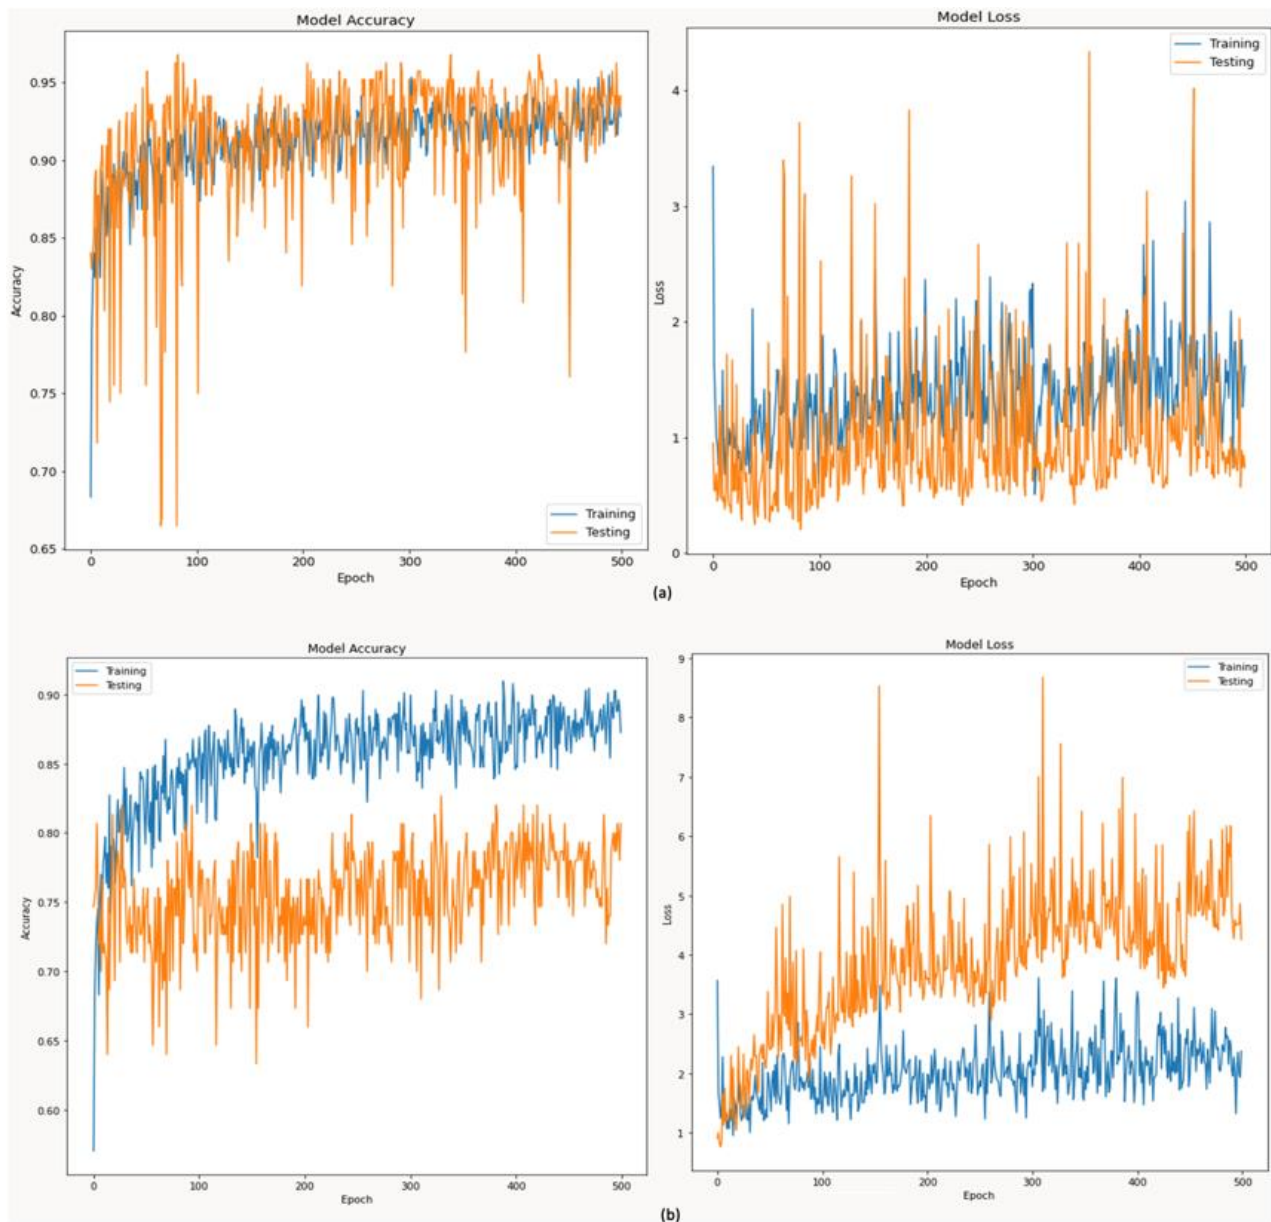 Model Accuracy
0.95
0.90
0.85
0.80
0.75
0.70
0.65
Accuracy
0
100
200
300
400
500
Epoch
Training
Testing
Model Loss
Training
Testing
4
3
2
1
0
Loss
0
100
200
300
400
500
Epoch
(a)
Model Accuracy
Training
Testing
0.90
0.85
0.80
0.75
0.70
0.65
0.60
Accuracy
0
100
200
300
400
500
Epoch
Model Loss
Training
Testing
9
8
7
6
5
4
3
2
1
Loss
0
100
200
300
400
500
Epoch
(b)